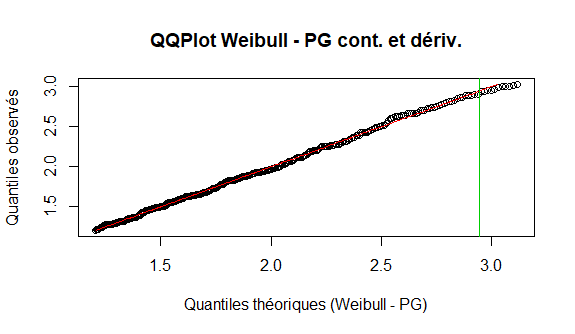 QQPlot Weibull - PG cont. et dériv.
Quantiles observés
3.0
2.5
2.0
1.5
1.5
2.0
2.5
3.0
Quantiles théoriques (Weibull - PG)